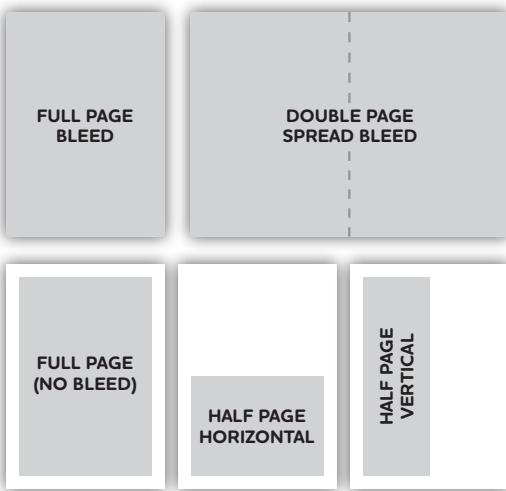 FULL PAGE
BLEED
DOUBLE PAGE
SPREAD BLEED
FULL PAGE
(NO BLEED)
HALF PAGE
HORIZONTAL
HALF PAGE
VERTICAL